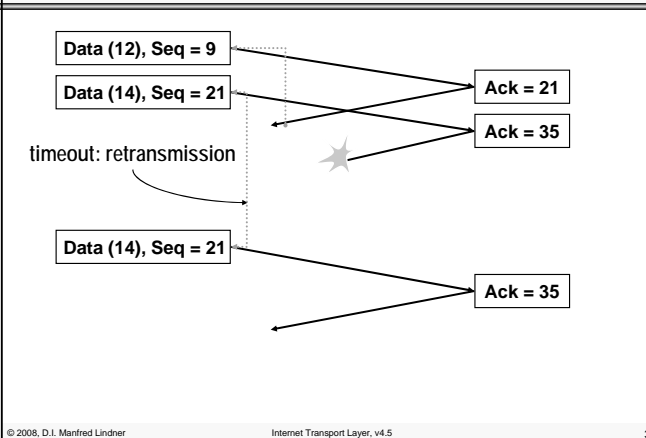 Data (12), Seq = 9
Data (14), Seq = 21
Ack = 21
Ack = 35
timeout: retransmission
Data (14), Seq = 21
Ack = 35
© 2008, D.I. Manfred Lindner Internet Transport Layer, v4.5